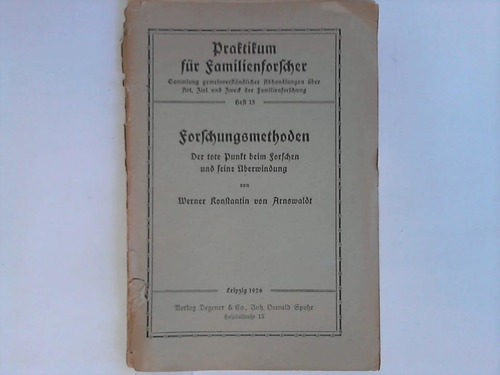 Praktikum
für Familienforscher
Sammlung gemeinverständlicher Abhandlungen über
Art, Ziel und Zweck der Familienforschung
Heft 15
Forschungsmethoden
Der tote Punkt beim Forschen
und seine Überwindung
von
Werner Konstantin von Arnswaldt
Leipzig 1926
Verlag Degener & Co., Inh. Oswald Spohr
Hospitalstraße 15